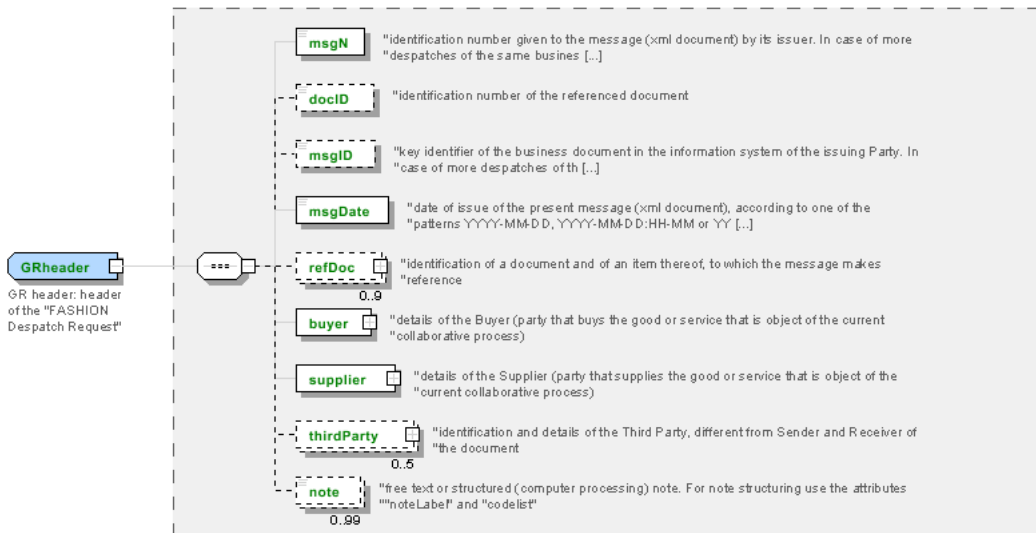 msgN
"identification number given to the message (xml document) by its issuer. In case of more
"despatches of the same busines [...]
docID
"identification number of the referenced document
msgID
"key identifier of the business document in the information system of the issuing Party. In
"case of more despatches of th [...]
msgDate
"date of issue of the present message (xml document), according to one of the
"patterns YYYY-MM-DD, YYYY-MM-DD:HH-MM or YY [...]
GRheader
GR header: header
of the "FASHION
Despatch Request"
refDoc
"identification of a document and of an item thereof, to which the message makes
"reference
0..9
buyer
"details of the Buyer (party that buys the good or service that is object of the current
"collaborative process)
supplier
"details of the Supplier (party that supplies the good or service that is object of the
"current collaborative process)
thirdParty
"identification and details of the Third Party, different from Sender and Receiver of
"the document
0..5
note
"free text or structured (computer processing) note. For note structuring use the attributes
""noteLabel" and "codelist"
0..99